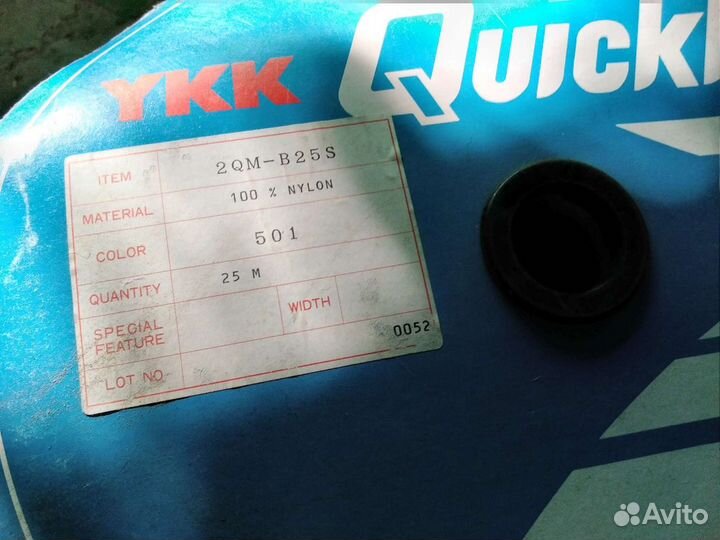 YKK QUICKL
ITEM 2QM-B25S
MATERIAL 100 % NYLON
COLOR 501
QUANTITY 25 M
SPECIAL FEATURE WIDTH
LOT NO 0052
Avito